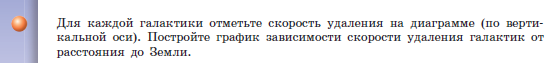 Для каждой галактики отметьте скорость удаления на диаграмме (по верти-
кальной оси). Постройте график зависимости скорости удаления галактик от
расстояния до Земли.